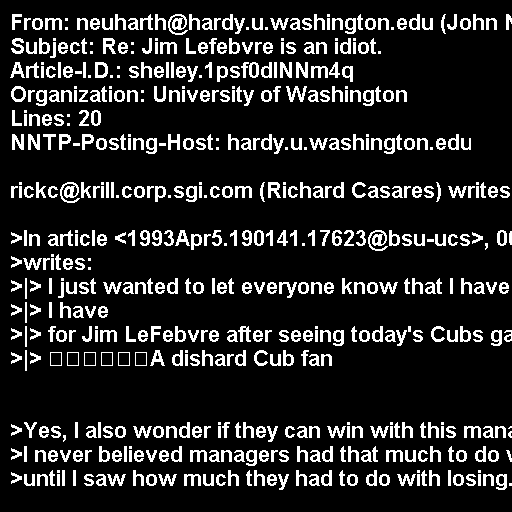 From: neuharth@hardy.u.washington.edu (John
Subject: Re: Jim Lefebvre is an idiot.
Article-I.D.: shelley.1psf0dINNm4q
Organization: University of Washington
Lines: 20
NNTP-Posting-Host: hardy.u.washington.edu
rickc@krill.corp.sgi.com (Richard Casares) writes
>In article <1993Apr5.190141.17623@bsu-ucs>, 00
>writes:
>|> I just wanted to let everyone know that I have
>|> I have
>|> for Jim LeFebvre after seeing today's Cubs ga
>|> □□□□□□A dishard Cub fan
>Yes, I also wonder if they can win with this mana
>I never believed managers had that much to do
>until I saw how much they had to do with losing.